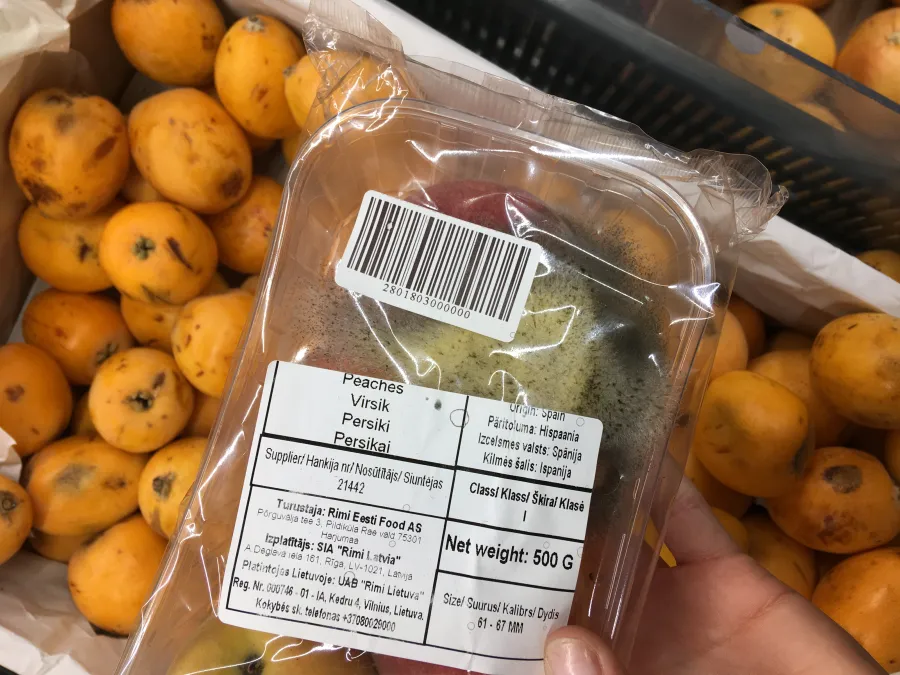 2801803000000
Peaches
Virsik
Persiki
Persikai
Origin: Spain
Päritoluma: Hispaania
Izcelsmes valsts: Spānija
Kilmės šalis: Ispanija
Supplier/ Hankija nr/ Nosūtītājs/ Siuntėjas
21442
Class/ Klass/ Šķira/ Klasė
I
Turustaja: Rimi Eesti Food AS
Põrguvälja tee 3, Pildiküla Rae vald 75301
Harjumaa
Izplatītājs: SIA "Rimi Latvia"
A.Deglava iela 161, Rīga, LV-1021, Latvija
Platintojas Lietuvoje: UAB "Rimi Lietuva"
Reg. Nr. 000746 - 01 - IA, Kedrų 4, Vilnius, Lietuva.
Kokybės sk. telefonas +37080029000
Net weight: 500 G
Size/ Suurus/ Kalibrs/ Dydis
61 - 67 MM